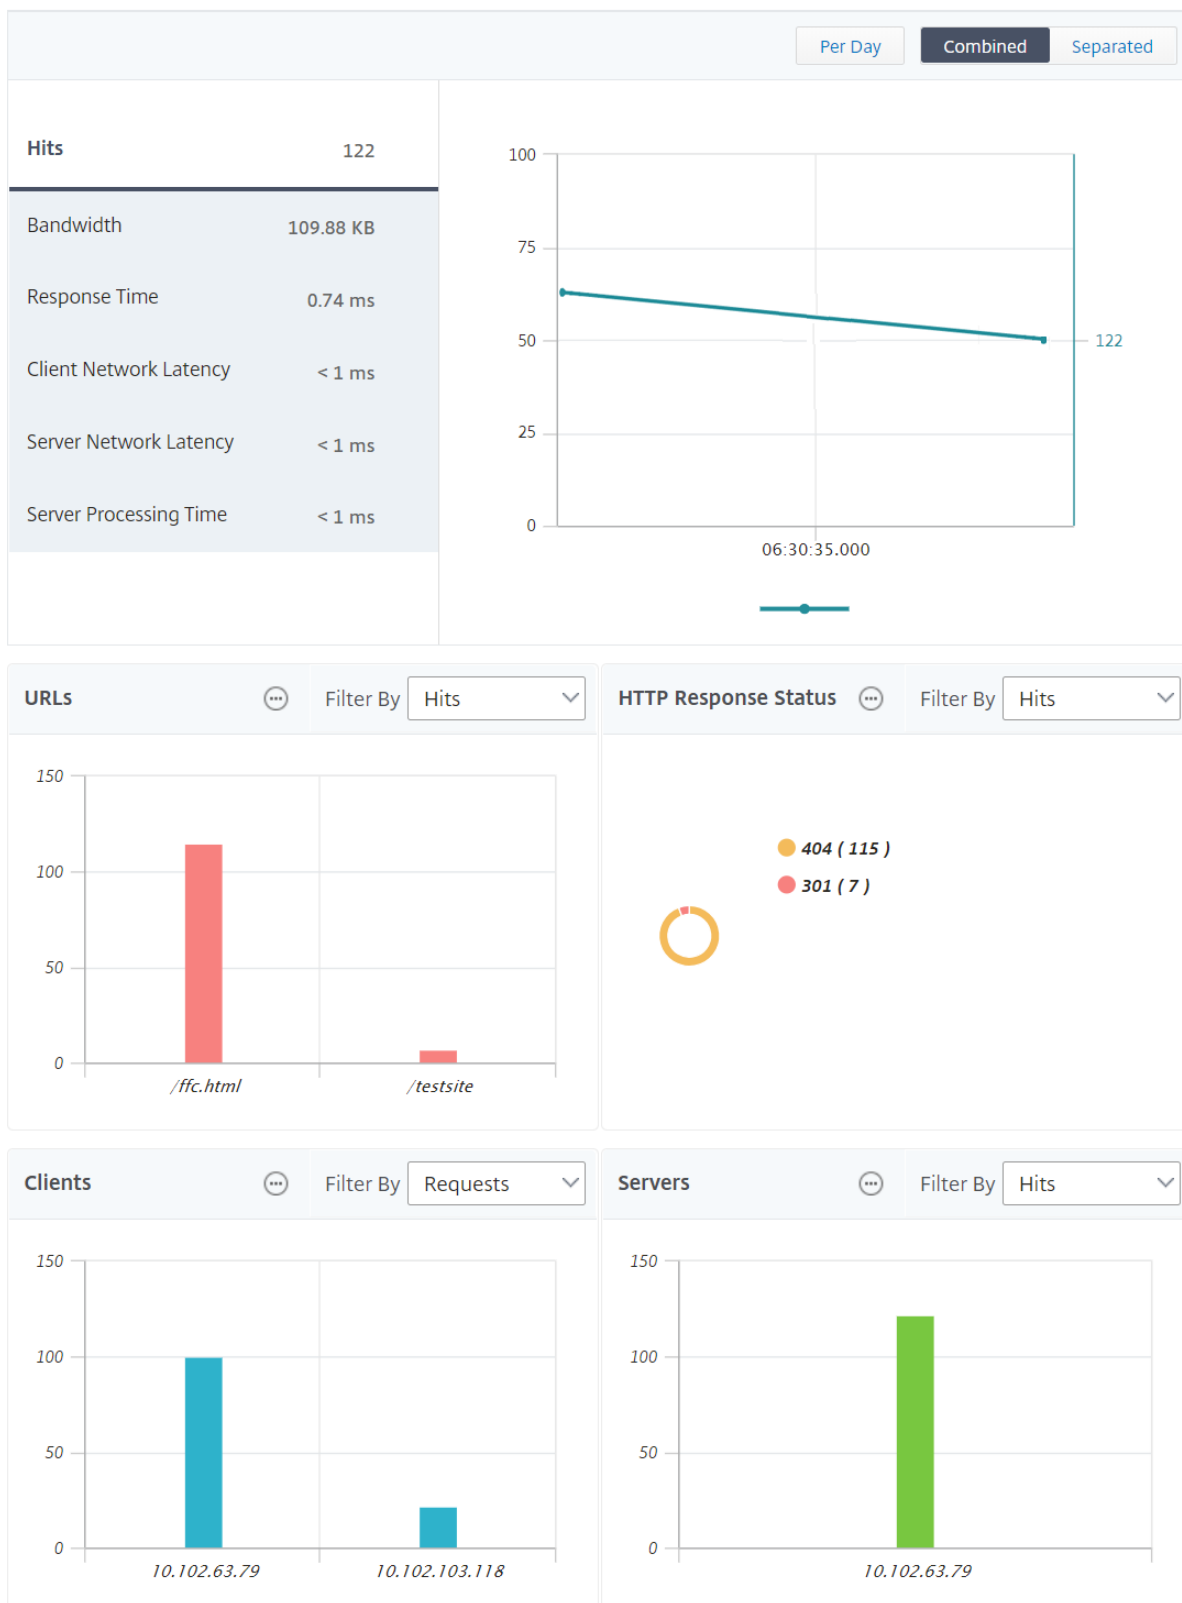 Per Day Combined Separated
Hits 122
Bandwidth 109.88 KB
Response Time 0.74 ms
Client Network Latency < 1 ms
Server Network Latency < 1 ms
Server Processing Time < 1 ms
100
75
50 122
25
0
06:30:35.000
URLs Filter By Hits
150
100
50
0
/ffc.html /testsite
HTTP Response Status Filter By Hits
404 ( 115 )
301 ( 7 )
Clients Filter By Requests
150
100
50
0
10.102.63.79 10.102.103.118
Servers Filter By Hits
150
100
50
0
10.102.63.79